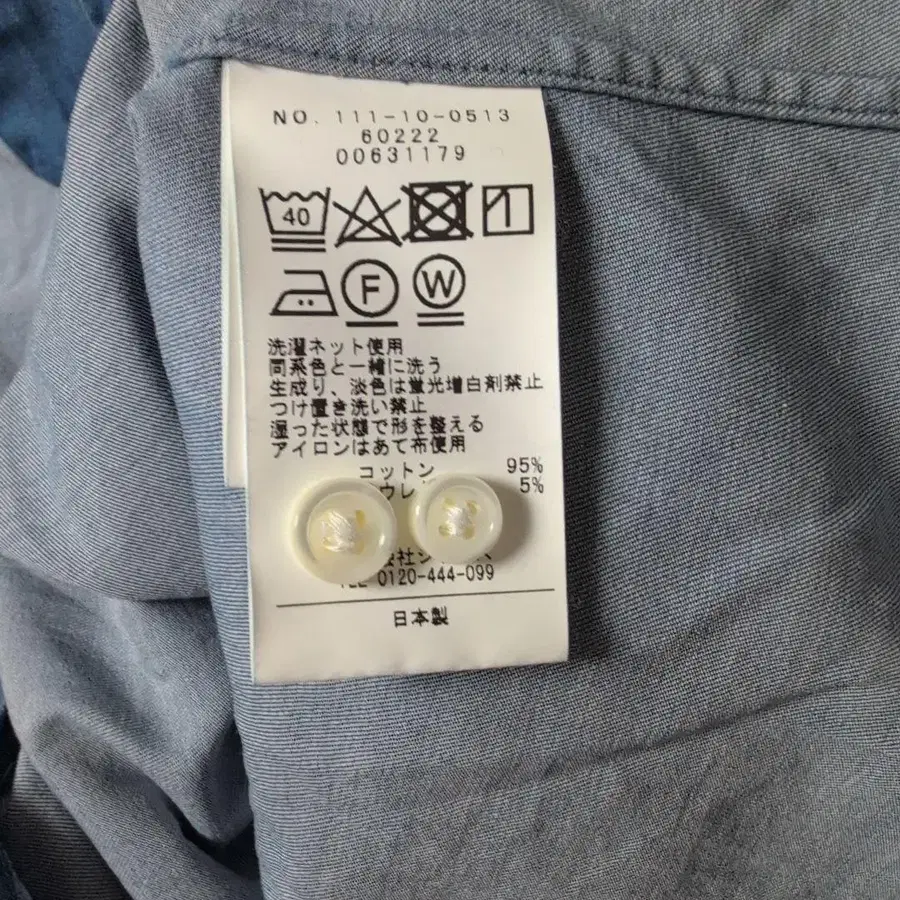 NO. 111-10-0513
60222
00631179
40
F W
洗濯ネット使用
同系色と一緒に洗う
生成り、淡色は蛍光増白剤禁止
つけ置き洗い禁止
湿った状態で形を整える
アイロンはあて布使用
コットン 95%
5%
0120-444-099
日本製